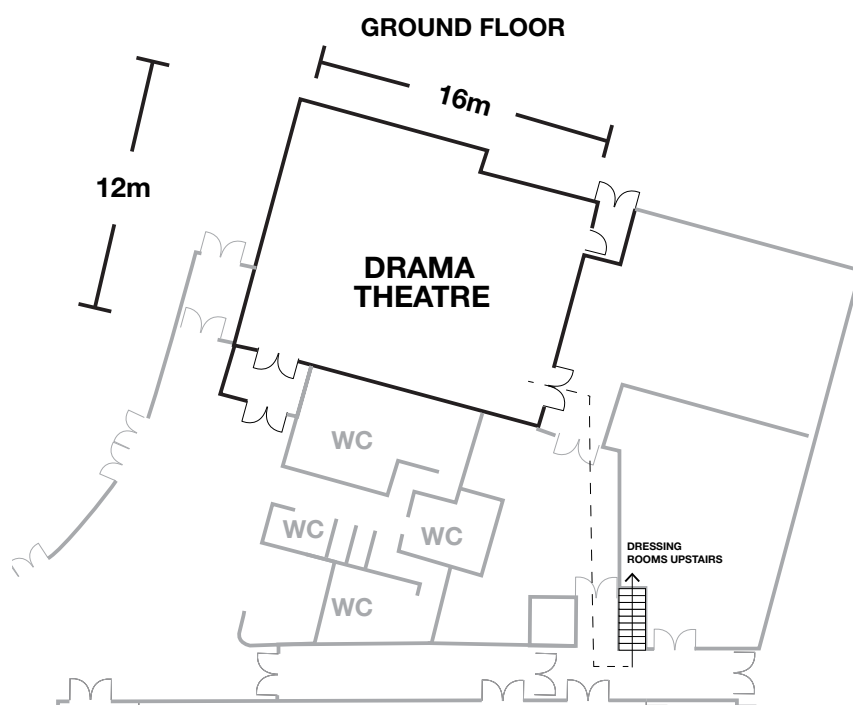 GROUND FLOOR
16m
12m
DRAMA
THEATRE
WC
WC
WC
DRESSING
ROOMS UPSTAIRS
WC